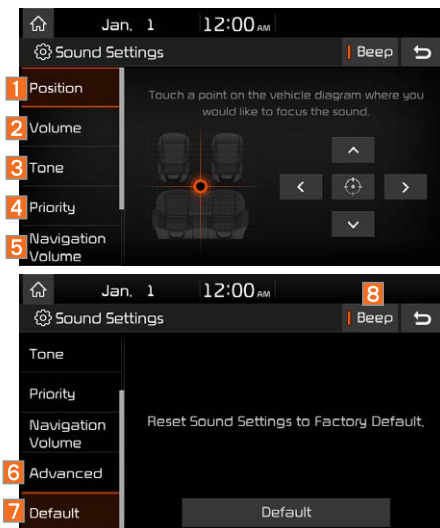 Jan. 1 12:00 AM
Sound Settings Beep
1 Position
Touch a point on the vehicle diagram where you
would like to focus the sound.
2 Volume
3 Tone
4 Priority
5 Navigation
Volume
Jan. 1 12:00 AM 8
Sound Settings Beep
Tone
Priority
Navigation
Volume
Reset Sound Settings to Factory Default.
6 Advanced
7 Default Default